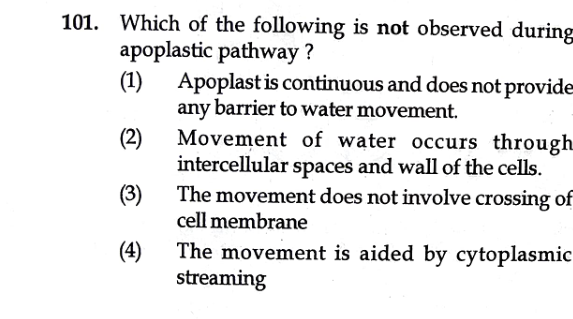 101. Which of the following is not observed during
apoplastic pathway ?
(1) Apoplast is continuous and does not provide
any barrier to water movement.
(2) Movement of water occurs through
intercellular spaces and wall of the cells.
(3) The movement does not involve crossing of
cell membrane
(4) The movement is aided by cytoplasmic
streaming